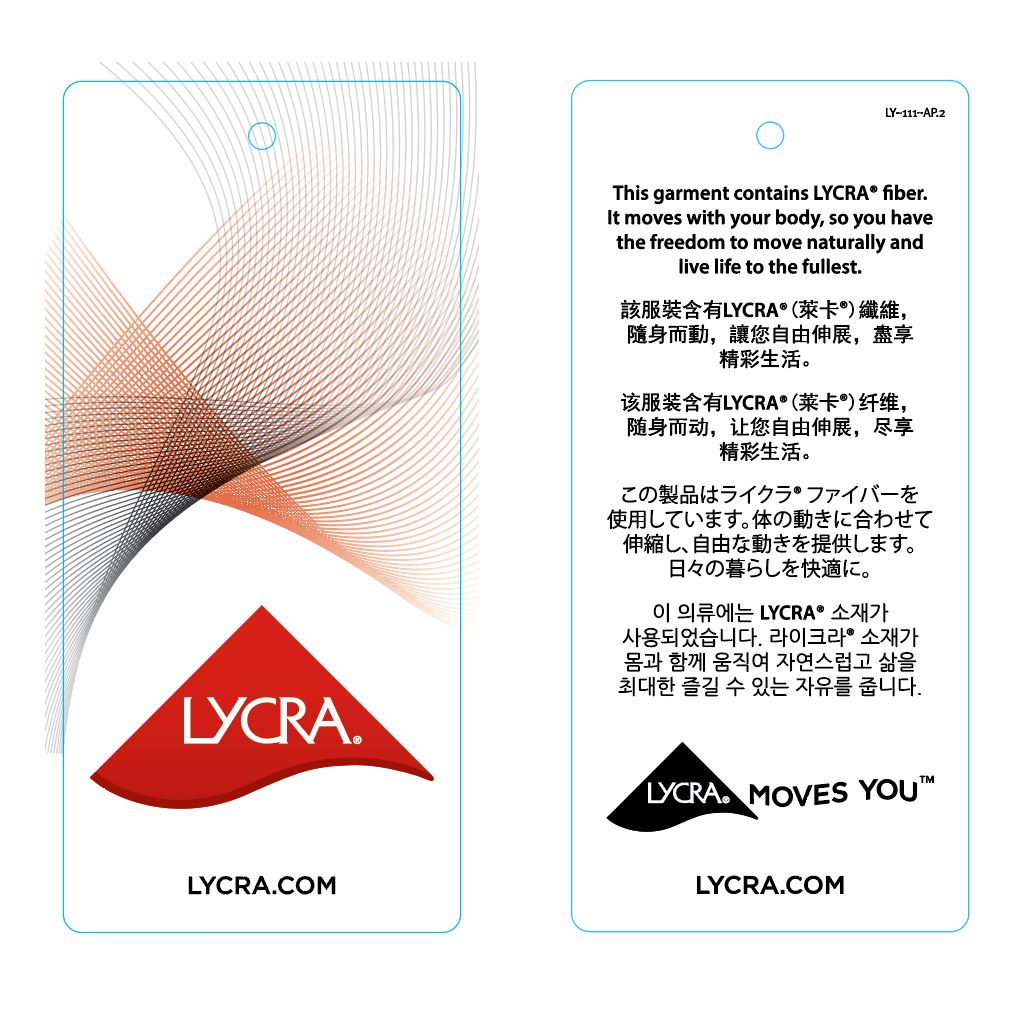 LYCRA®
LYCRA.COM
LY-111-AP.2
This garment contains LYCRA® fiber.
It moves with your body, so you have
the freedom to move naturally and
live life to the fullest.
該服裝含有LYCRA®（萊卡®）纖維，
隨身而動，讓您自由伸展，盡享
精彩生活。
该服装含有LYCRA®（莱卡®）纤维，
随身而动，让您自由伸展，尽享
精彩生活。
この製品はライクラ® ファイバーを
使用しています。体の動きに合わせて
伸縮し、自由な動きを提供します。
日々の暮らしを快適に。
이 의류에는 LYCRA® 소재가
사용되었습니다. 라이크라® 소재가
몸과 함께 움직여 자연스럽고 삶을
최대한 즐길 수 있는 자유를 줍니다.
LYCRA® MOVES YOU™
LYCRA.COM